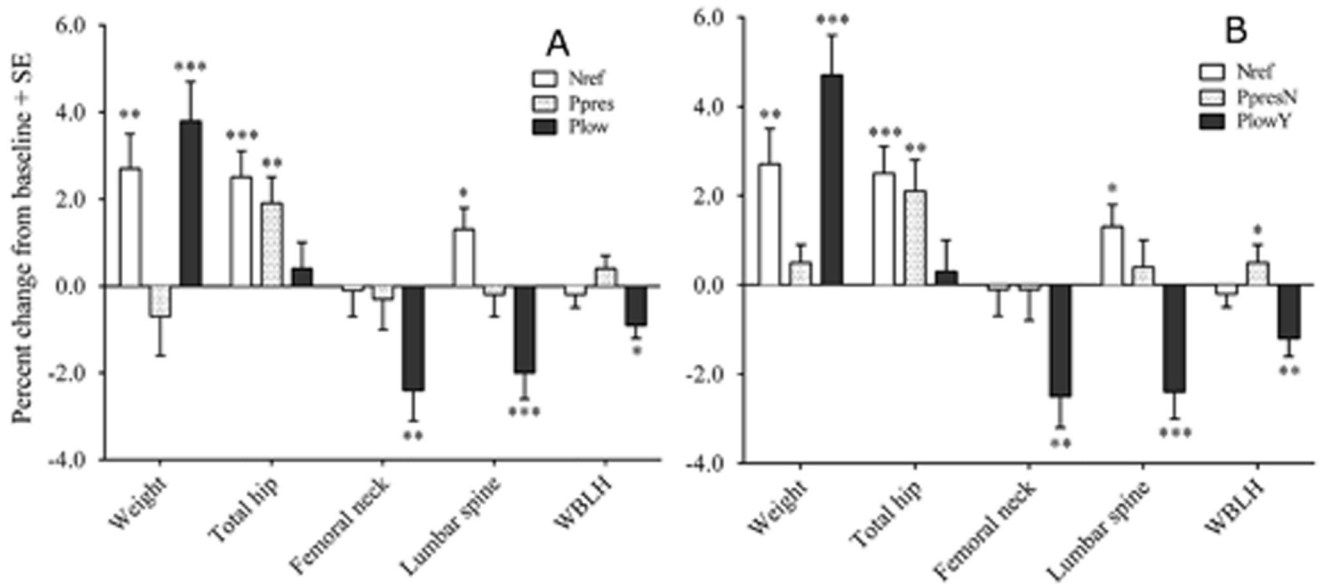 Percent change from baseline + SE
6.0
4.0
2.0
0.0
-2.0
-4.0
A
Nref
Ppres
Plow
**
***
***
**
**
*
***
*
Weight
Total hip
Femoral neck
Lumbar spine
WBLH
6.0
4.0
2.0
0.0
-2.0
-4.0
B
Nref
PpresN
PlowY
**
***
***
**
**
*
***
*
**
Weight
Total hip
Femoral neck
Lumbar spine
WBLH